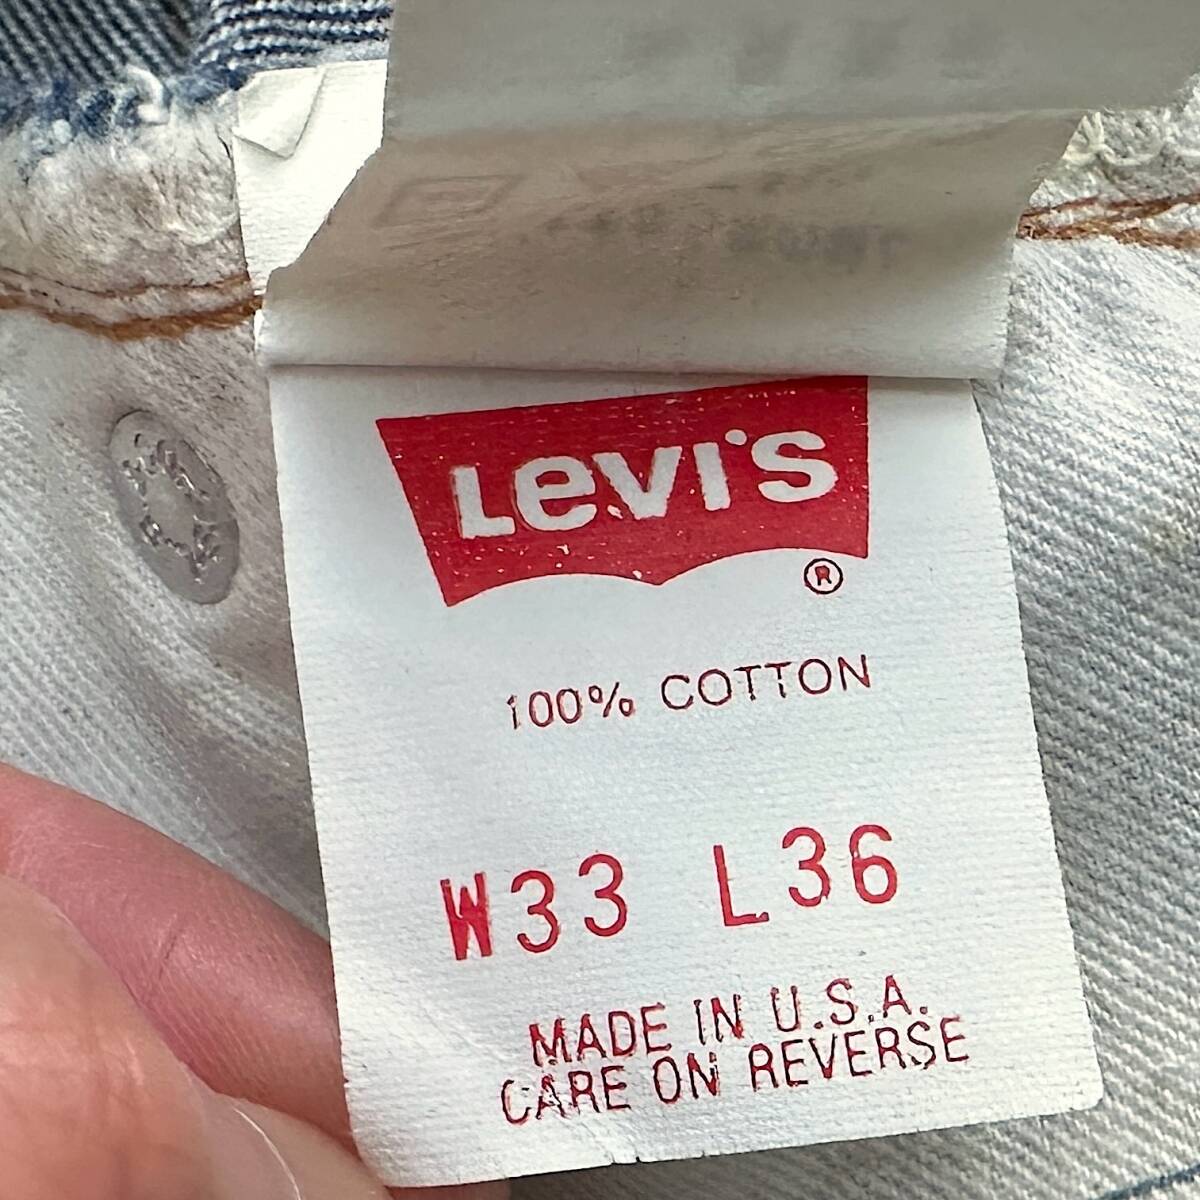 Levi's
®
100% COTTON
W33 L36
MADE IN U.S.A.
CARE ON REVERSE